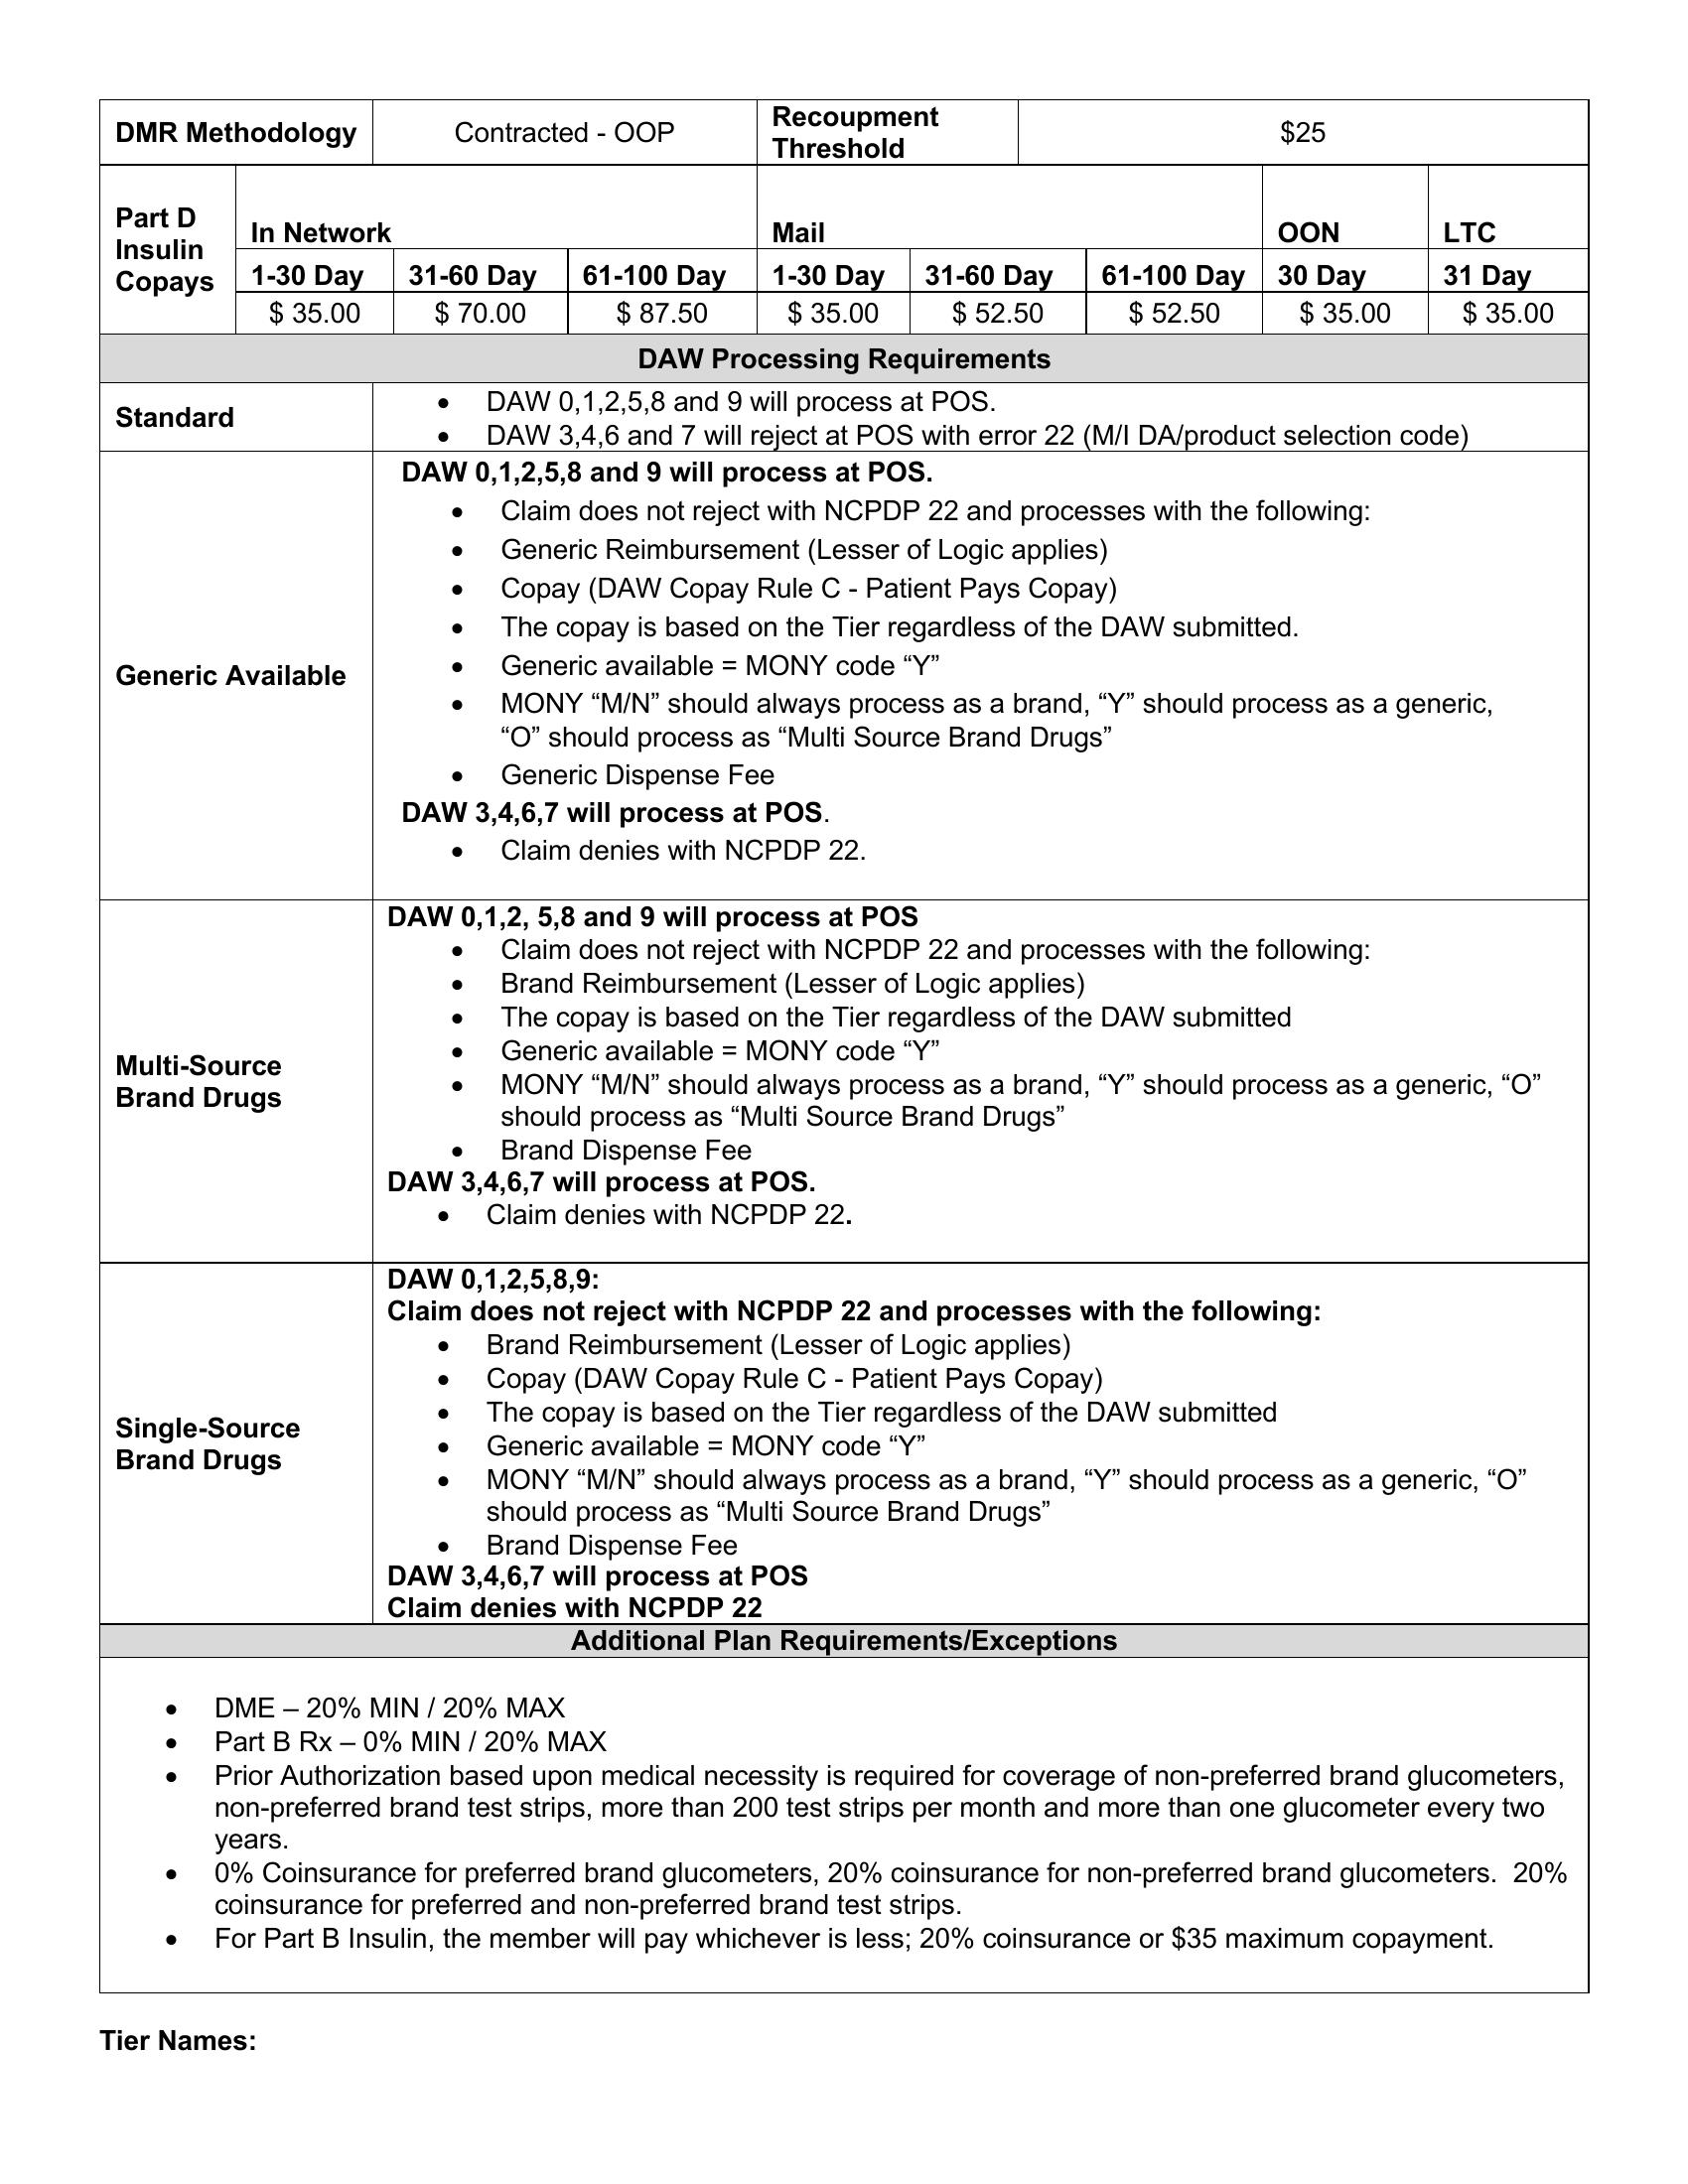 DMR Methodology Contracted - OOP Recoupment Threshold $25
Part D Insulin Copays
In Network Mail OON LTC
1-30 Day 31-60 Day 61-100 Day 1-30 Day 31-60 Day 61-100 Day 30 Day 31 Day
$ 35.00 $ 70.00 $ 87.50 $ 35.00 $ 52.50 $ 52.50 $ 35.00 $ 35.00
DAW Processing Requirements
Standard
• DAW 0,1,2,5,8 and 9 will process at POS.
• DAW 3,4,6 and 7 will reject at POS with error 22 (M/I DA/product selection code)
Generic Available
DAW 0,1,2,5,8 and 9 will process at POS.
• Claim does not reject with NCPDP 22 and processes with the following:
• Generic Reimbursement (Lesser of Logic applies)
• Copay (DAW Copay Rule C - Patient Pays Copay)
• The copay is based on the Tier regardless of the DAW submitted.
• Generic available = MONY code “Y”
• MONY “M/N” should always process as a brand, “Y” should process as a generic,
“O” should process as “Multi Source Brand Drugs”
• Generic Dispense Fee
DAW 3,4,6,7 will process at POS.
• Claim denies with NCPDP 22.
Multi-Source
Brand Drugs
DAW 0,1,2, 5,8 and 9 will process at POS
• Claim does not reject with NCPDP 22 and processes with the following:
• Brand Reimbursement (Lesser of Logic applies)
• The copay is based on the Tier regardless of the DAW submitted
• Generic available = MONY code “Y”
• MONY “M/N” should always process as a brand, “Y” should process as a generic, “O”
should process as “Multi Source Brand Drugs”
• Brand Dispense Fee
DAW 3,4,6,7 will process at POS.
• Claim denies with NCPDP 22.
Single-Source
Brand Drugs
DAW 0,1,2,5,8,9:
Claim does not reject with NCPDP 22 and processes with the following:
• Brand Reimbursement (Lesser of Logic applies)
• Copay (DAW Copay Rule C - Patient Pays Copay)
• The copay is based on the Tier regardless of the DAW submitted
• Generic available = MONY code “Y”
• MONY “M/N” should always process as a brand, “Y” should process as a generic, “O”
should process as “Multi Source Brand Drugs”
• Brand Dispense Fee
DAW 3,4,6,7 will process at POS
Claim denies with NCPDP 22
Additional Plan Requirements/Exceptions
• DME – 20% MIN / 20% MAX
• Part B Rx – 0% MIN / 20% MAX
• Prior Authorization based upon medical necessity is required for coverage of non-preferred brand glucometers,
non-preferred brand test strips, more than 200 test strips per month and more than one glucometer every two
years.
• 0% Coinsurance for preferred brand glucometers, 20% coinsurance for non-preferred brand glucometers. 20%
coinsurance for preferred and non-preferred brand test strips.
• For Part B Insulin, the member will pay whichever is less; 20% coinsurance or $35 maximum copayment.
Tier Names: